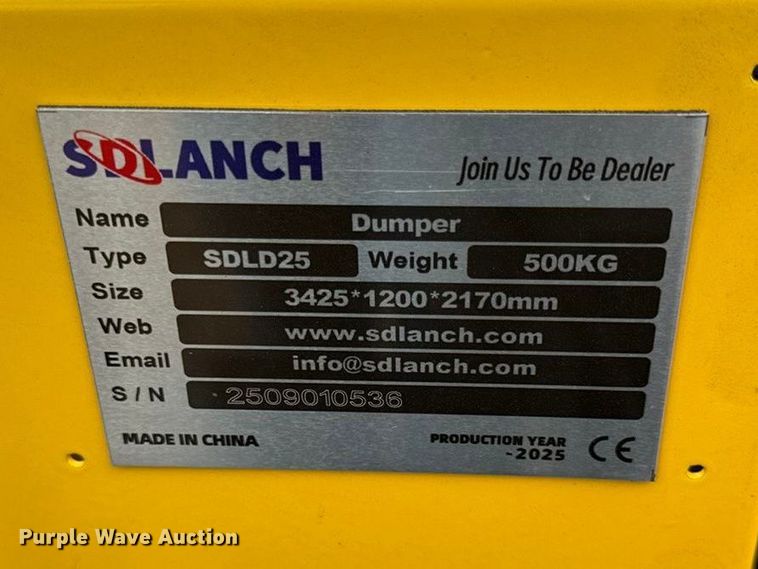 SDLANCH
Join Us To Be Dealer
Name Dumper
Type SDLD25 Weight 500KG
Size 3425*1200*2170mm
Web www.sdlanch.com
Email info@sdlanch.com
S / N 2509010536
MADE IN CHINA
PRODUCTION YEAR
-2025
CE
Purple Wave Auction